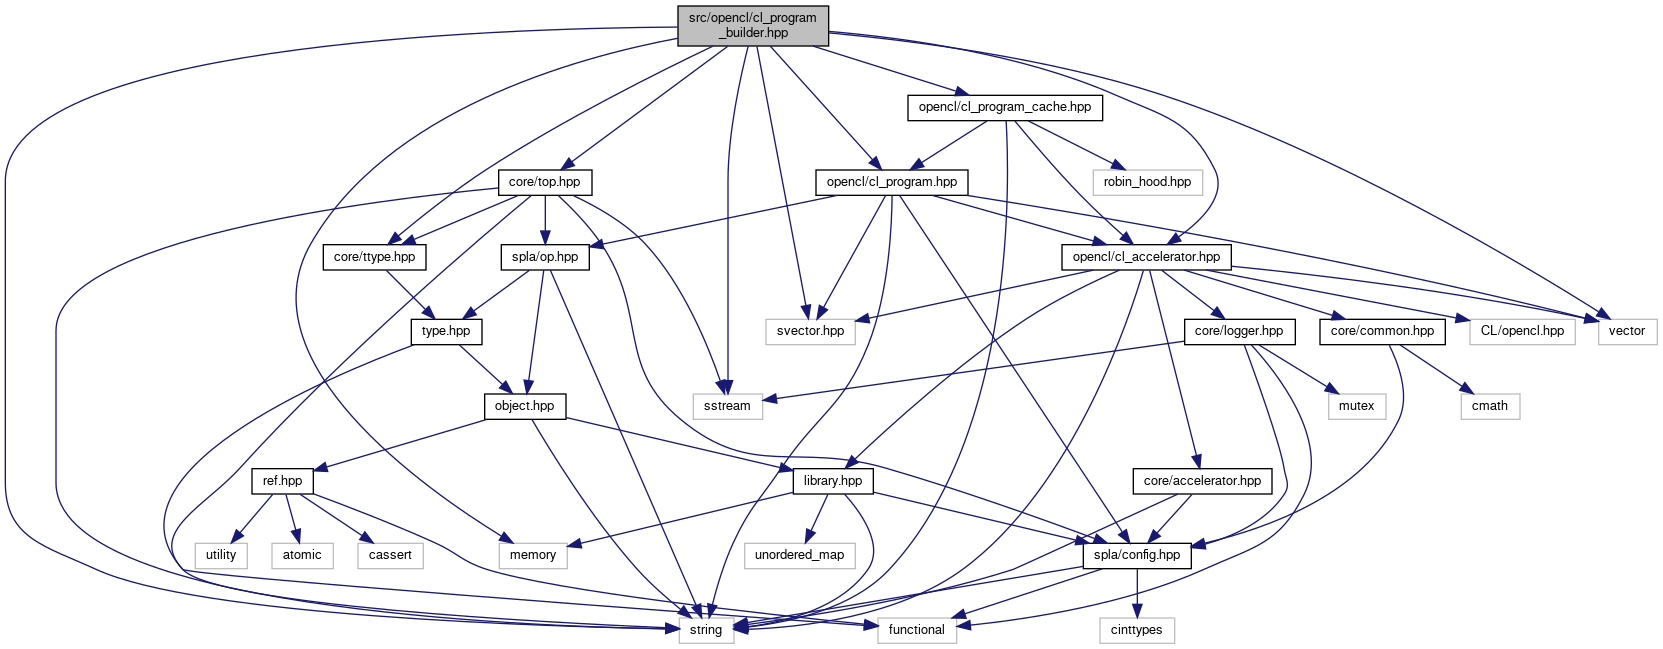 src/opencl/cl_program
_builder.hpp
opencl/cl_program_cache.hpp
core/top.hpp
opencl/cl_program.hpp
robin_hood.hpp
core/ttype.hpp
spla/op.hpp
opencl/cl_accelerator.hpp
type.hpp
svector.hpp
core/logger.hpp
core/common.hpp
CL/opencl.hpp
vector
object.hpp
sstream
mutex
cmath
ref.hpp
library.hpp
core/accelerator.hpp
utility
atomic
cassert
memory
unordered_map
spla/config.hpp
string
functional
cinttypes